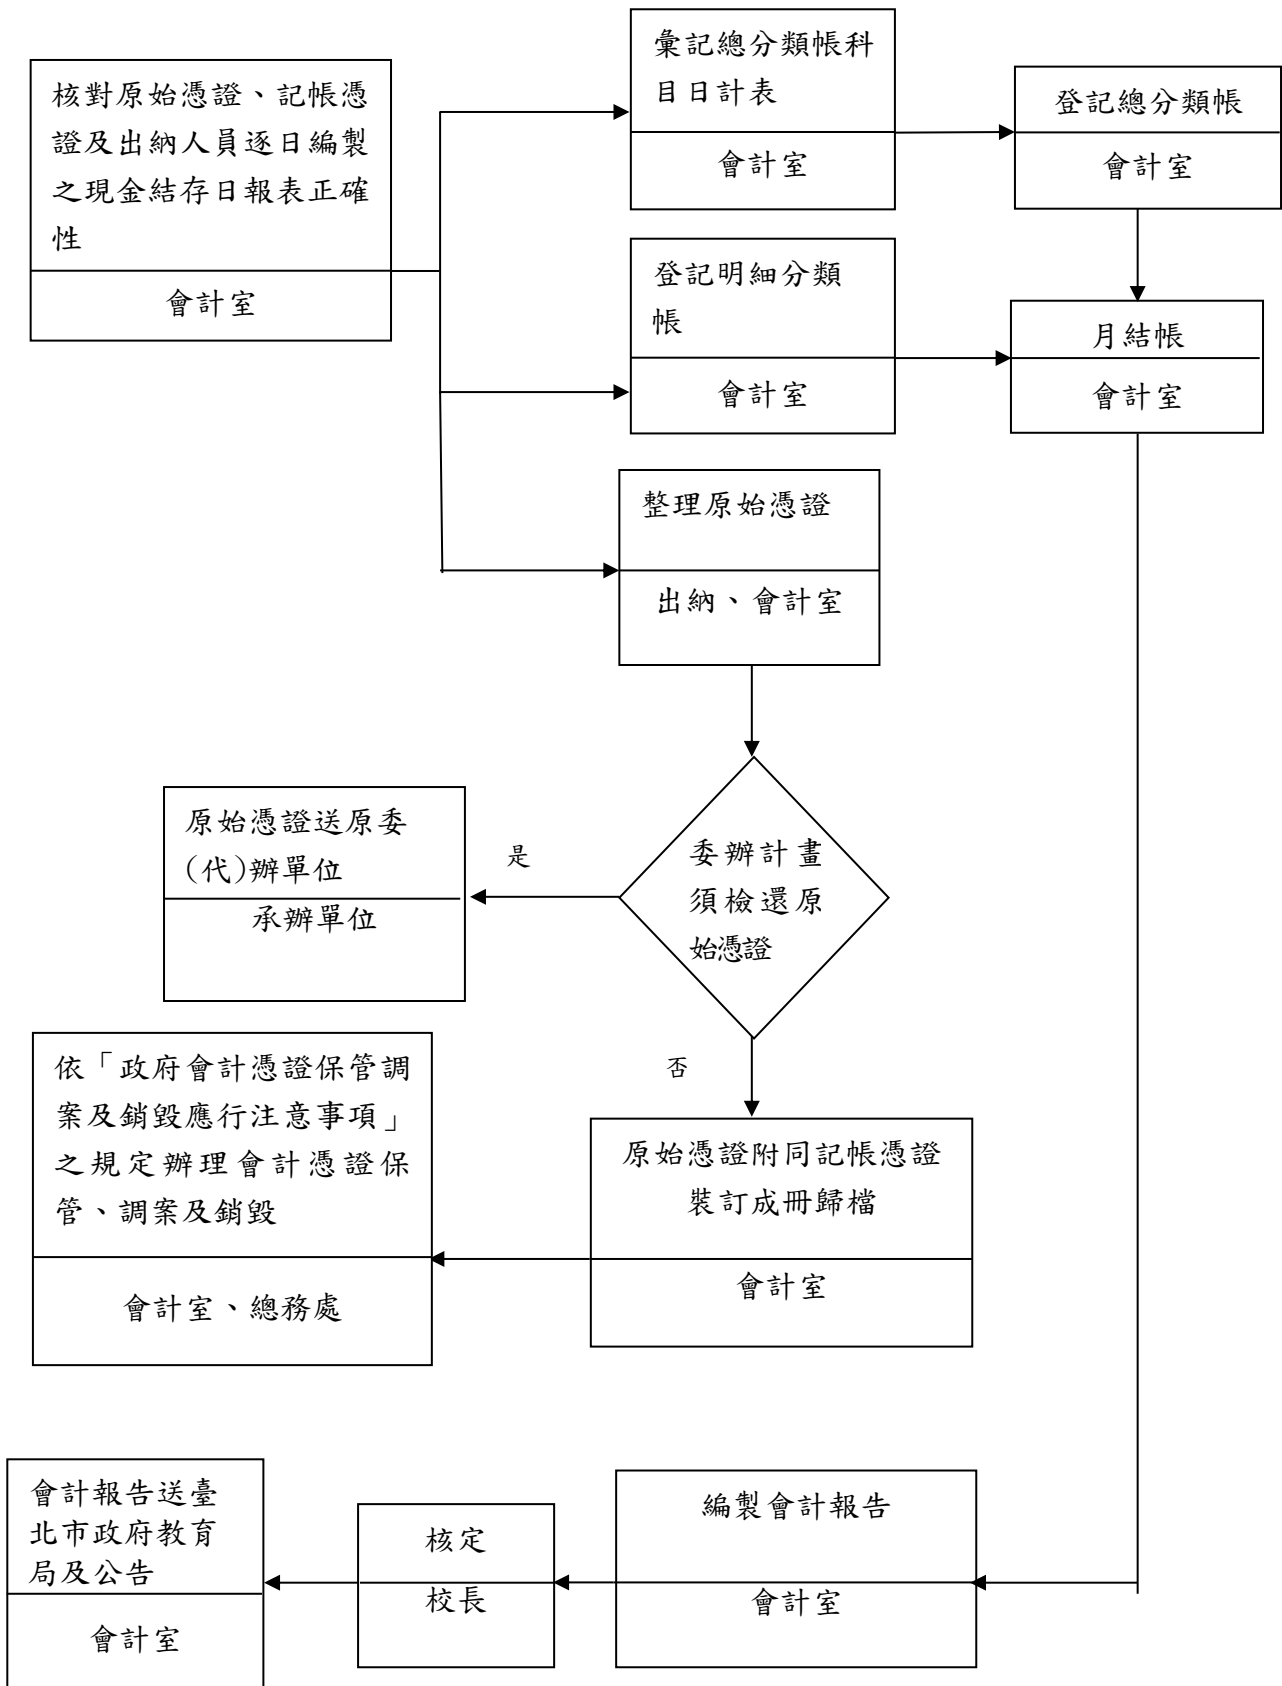 核對原始憑證、記帳憑
證及出納人員逐日編製
之現金結存日報表正確
性
會計室
彙記總分類帳科
目日計表
會計室
登記總分類帳
會計室
登記明細分類
帳
會計室
月結帳
會計室
整理原始憑證
出納、會計室
委辦計畫
須檢還原
始憑證
是
原始憑證送原委
(代)辦單位
承辦單位
否
原始憑證附同記帳憑證
裝訂成冊歸檔
會計室
依「政府會計憑證保管調
案及銷毀應行注意事項」
之規定辦理會計憑證保
管、調案及銷毀
會計室、總務處
編製會計報告
會計室
核定
校長
會計報告送臺
北市政府教育
局及公告
會計室